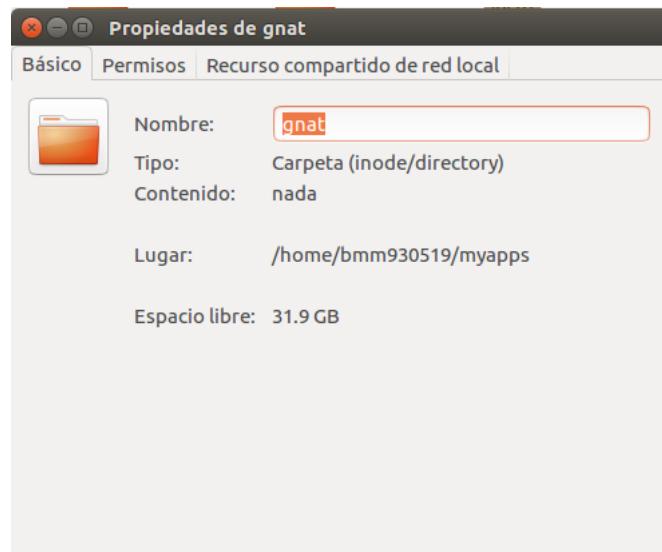 Propiedades de gnat
Básico Permisos Recurso compartido de red local
Nombre: gnat
Tipo: Carpeta (inode/directory)
Contenido: nada
Lugar: /home/bmm930519/myapps
Espacio libre: 31.9 GB